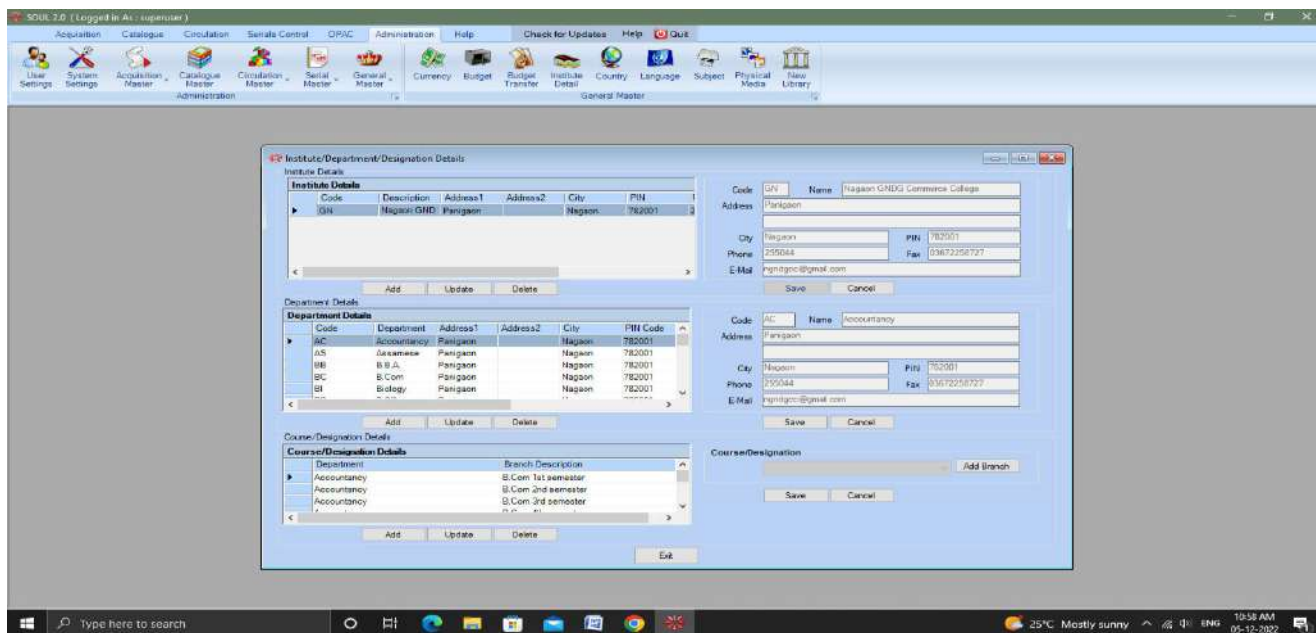 SOUL 2.0 ( Logged in As : superuser )
Acquisition Catalogue Circulation Serials Control OPAC Administration Help Check for Updates Help Quit
User Settings System Settings Acquisition Master Catalogue Master Circulation Master Serial Master General Master Currency Budget Budget Transfer Institute Detail Country Language Subject Physical Media New Library
Administration General Master
Institute/Department/Designation Details
Institute Details
Institute Details
Code Description Address1 Address2 City PIN
GN Nagaon GND Panigaon Nagaon 782001
Code GN Name Nagaon GNDG Commerce College
Address Panigaon
City Nagaon PIN 782001
Phone 255044 Fax 03672258727
E-Mail ngndgcc@gmail.com
Add Update Delete Save Cancel
Department Details
Department Details
Code Department Address1 Address2 City PIN Code
AC Accountancy Panigaon Nagaon 782001
AS Assamese Panigaon Nagaon 782001
BB B.B.A. Panigaon Nagaon 782001
BC B.Com Panigaon Nagaon 782001
BI Biology Panigaon Nagaon 782001
Code AC Name Accountancy
Address Panigaon
City Nagaon PIN 782001
Phone 255044 Fax 03672258727
E-Mail ngndgcc@gmail.com
Add Update Delete Save Cancel
Course/Designation Details
Course/Designation Details
Department Branch Description
Accountancy B.Com 1st semester
Accountancy B.Com 2nd semester
Accountancy B.Com 3rd semester
Course/Designation
Add Branch
Save Cancel
Add Update Delete
Exit
Type here to search
25°C Mostly sunny ENG 10:58 AM
05-12-2022